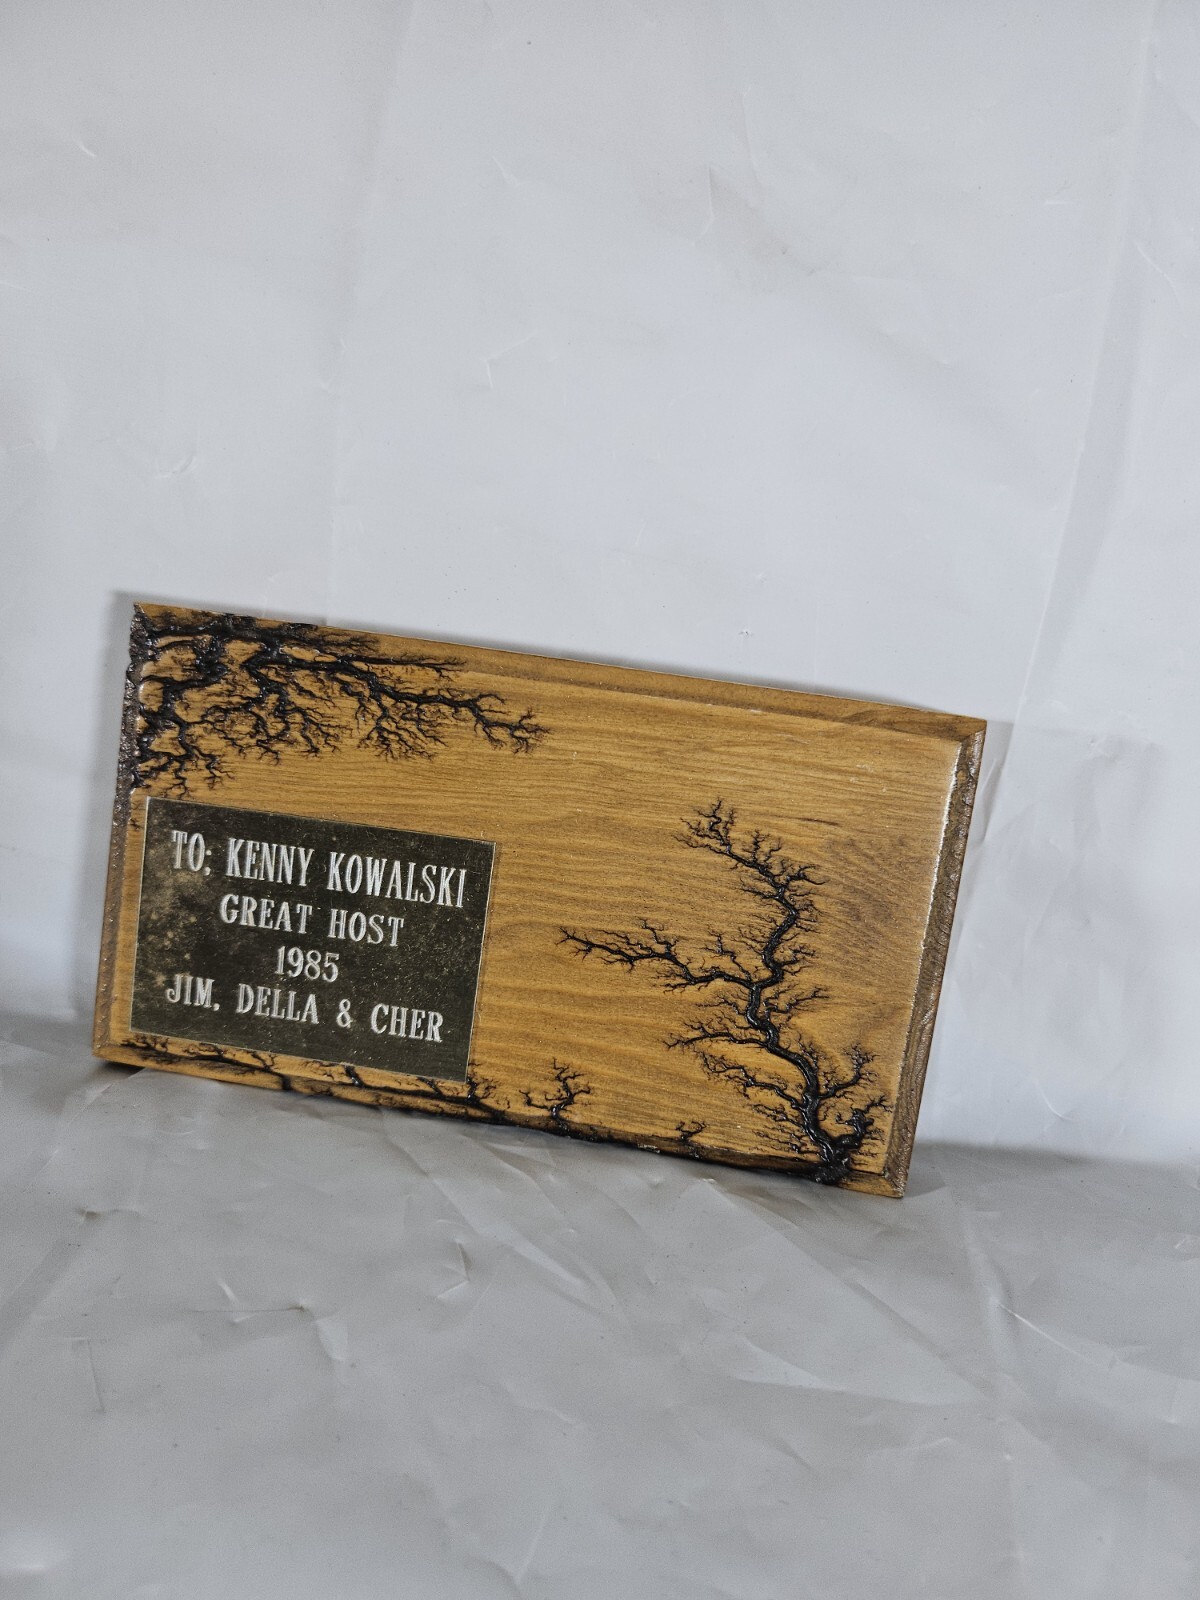 TO: KENNY KOWALSKI
GREAT HOST
1985
JIM, DELLA & CHER